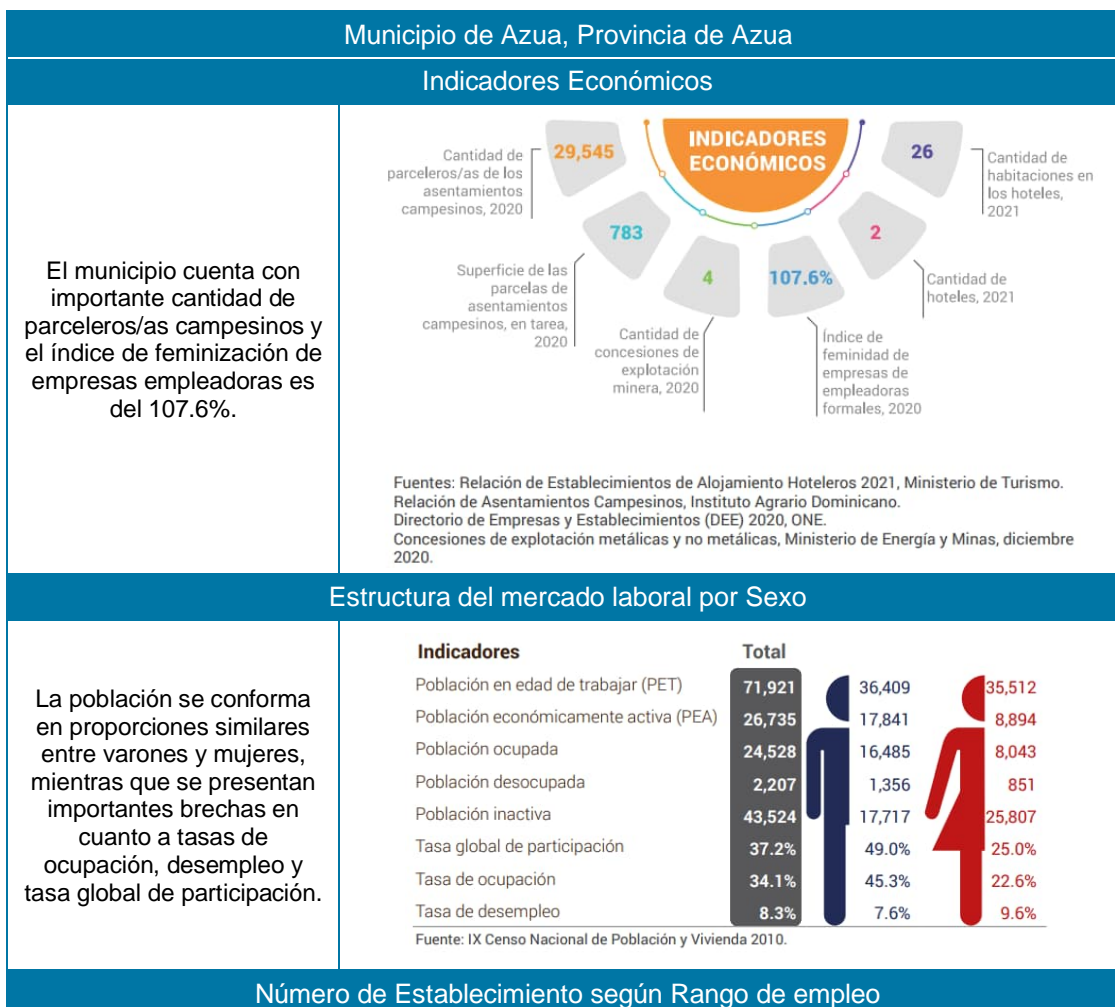 Municipio de Azua, Provincia de Azua
Indicadores Económicos
El municipio cuenta con
importante cantidad de
parceleros/as campesinos y
el índice de feminización de
empresas empleadoras es
del 107.6%.
INDICADORES
ECONÓMICOS
Cantidad de
parceleros/as de los
asentamientos
campesinos, 2020
29,545
Superficie de las
parcelas de
asentamientos
campesinos, en tarea,
2020
783
Cantidad de
concesiones de
explotación
minera, 2020
4
107.6%
Índice de
feminidad de
empresas de
empleadoras
formales, 2020
2
Cantidad de
hoteles, 2021
26
Cantidad de
habitaciones en
los hoteles,
2021
Fuentes: Relación de Establecimientos de Alojamiento Hoteleros 2021, Ministerio de Turismo.
Relación de Asentamientos Campesinos, Instituto Agrario Dominicano.
Directorio de Empresas y Establecimientos (DEE) 2020, ONE.
Concesiones de explotación metálicas y no metálicas, Ministerio de Energía y Minas, diciembre
2020.
Estructura del mercado laboral por Sexo
La población se conforma
en proporciones similares
entre varones y mujeres,
mientras que se presentan
importantes brechas en
cuanto a tasas de
ocupación, desempleo y
tasa global de participación.
Indicadores Total
Población en edad de trabajar (PET) 71,921 36,409 35,512
Población económicamente activa (PEA) 26,735 17,841 8,894
Población ocupada 24,528 16,485 8,043
Población desocupada 2,207 1,356 851
Población inactiva 43,524 17,717 25,807
Tasa global de participación 37.2% 49.0% 25.0%
Tasa de ocupación 34.1% 45.3% 22.6%
Tasa de desempleo 8.3% 7.6% 9.6%
Fuente: IX Censo Nacional de Población y Vivienda 2010.
Número de Establecimiento según Rango de empleo